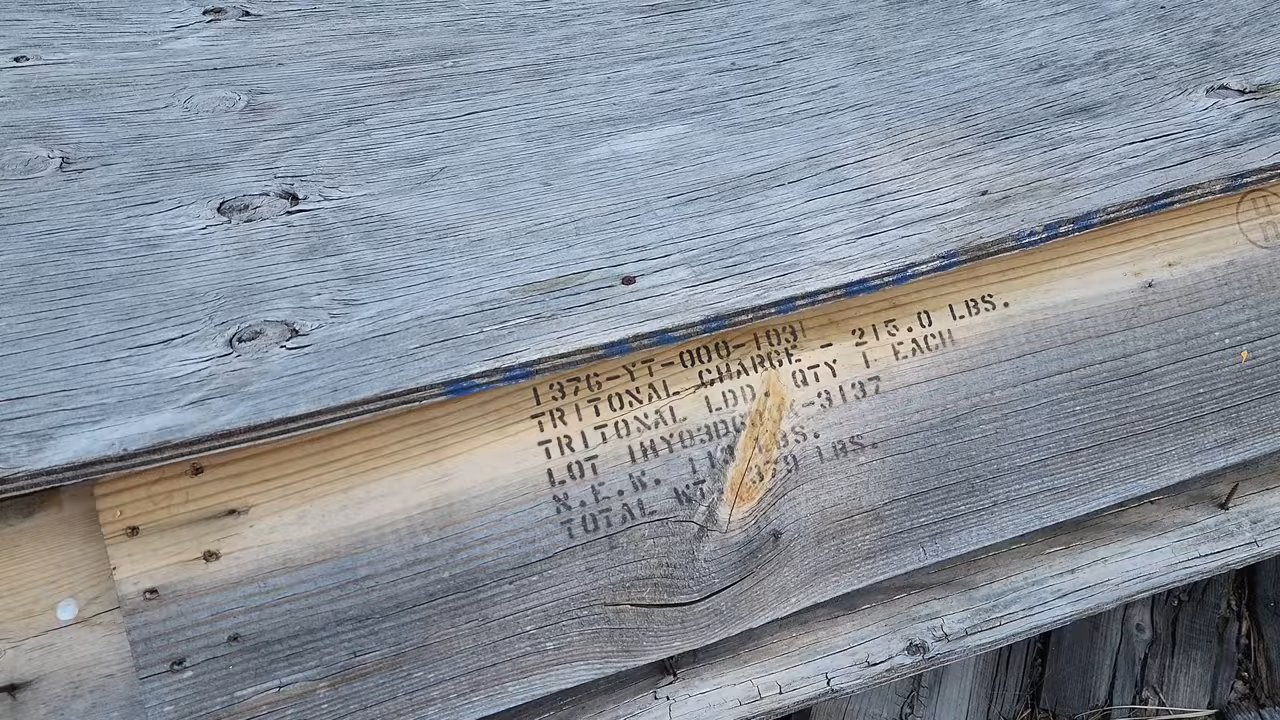 1376-YT-000-1031
TRITONAL CHARGE - 215.0 LBS.
TRITONAL LDD. QTY 1 EACH
LOT -3137
N.E.W. LBS.
TOTAL WT LBS.